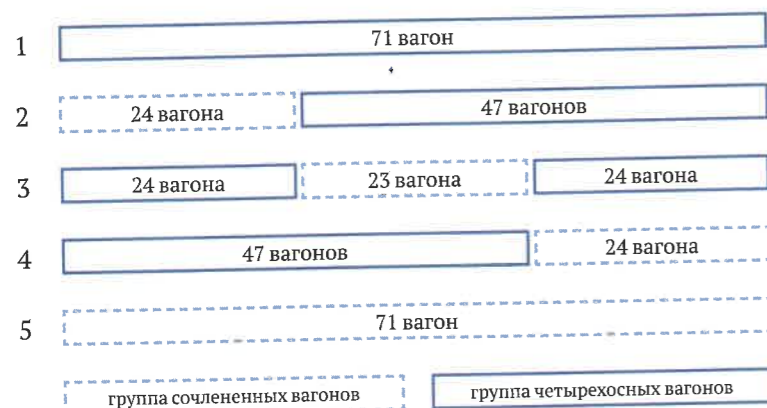 1 71 вагон
2 24 вагона 47 вагонов
3 24 вагона 23 вагона 24 вагона
4 47 вагонов 24 вагона
5 71 вагон
группа сочлененных вагонов группа четырехосных вагонов